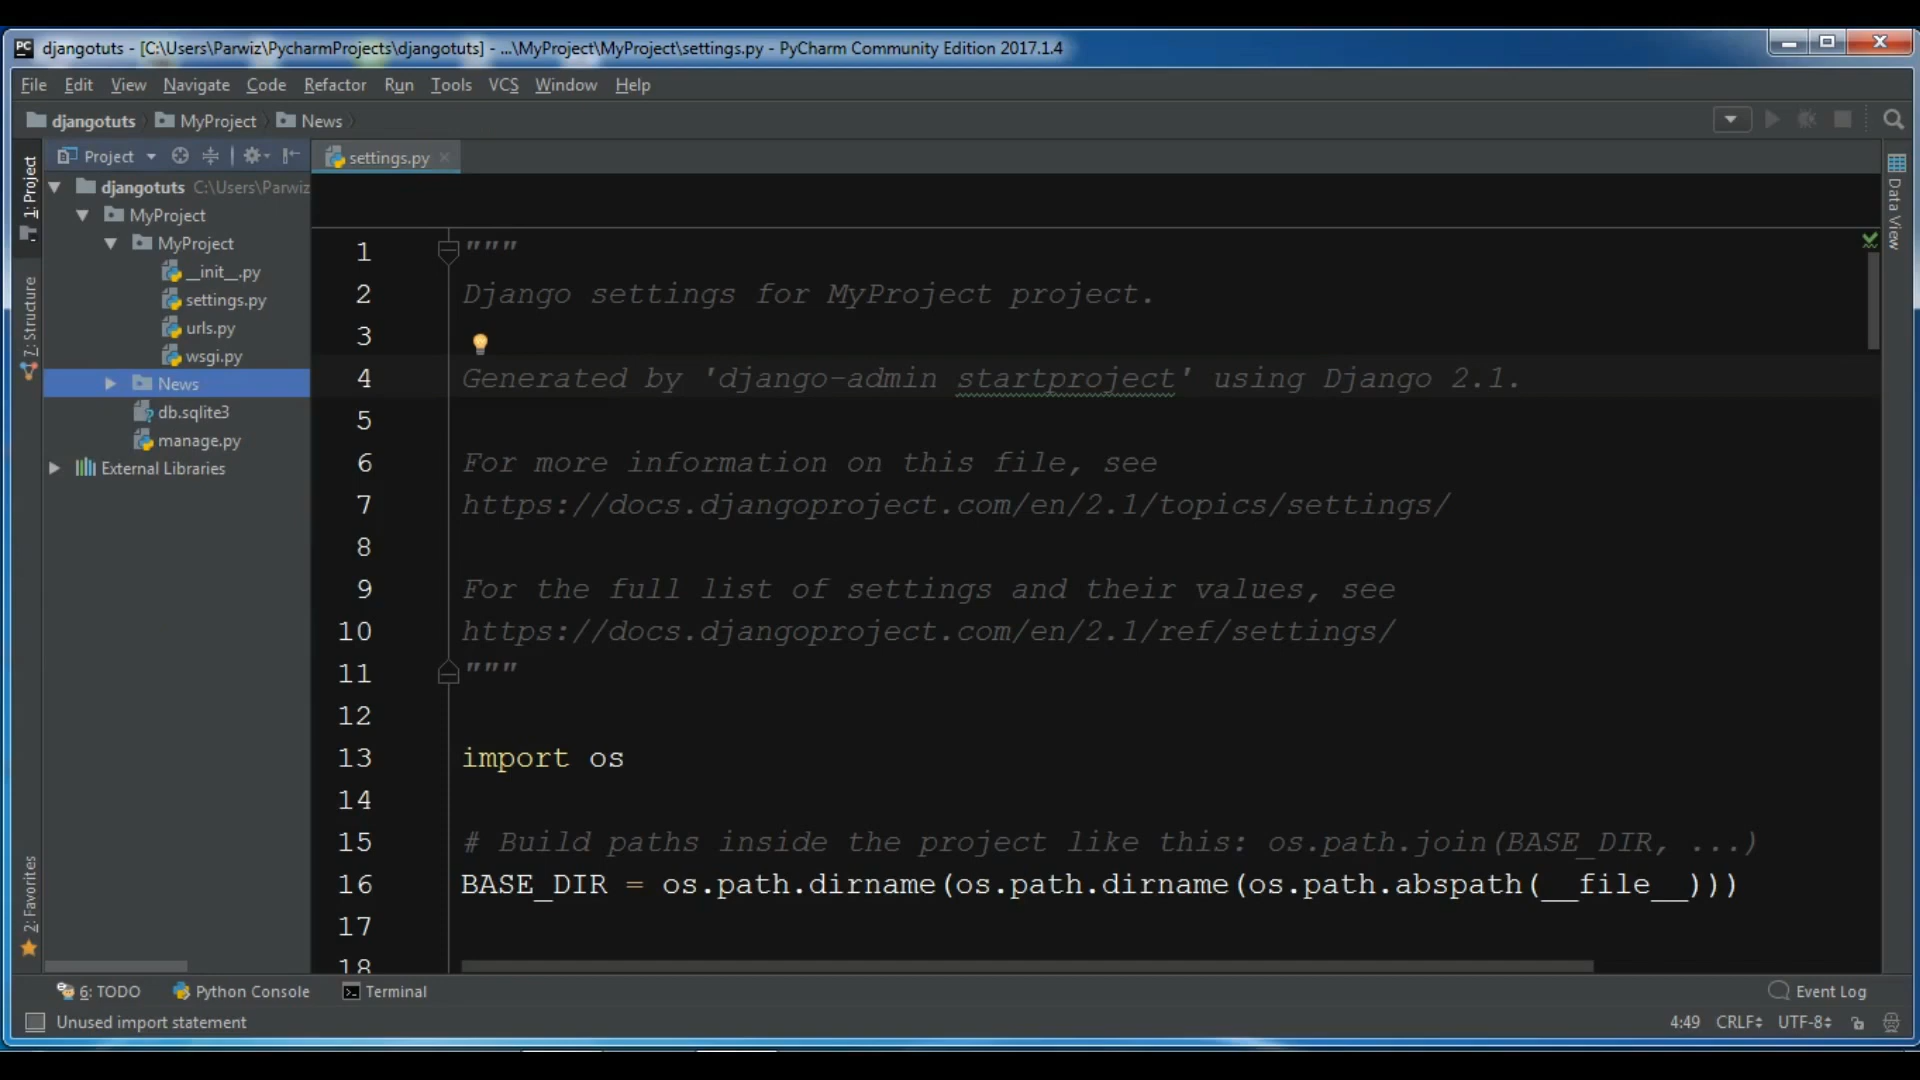 PC djangotuts - [C:\Users\Parwiz\PycharmProjects\djangotuts] - ...\MyProject\MyProject\settings.py - PyCharm Community Edition 2017.1.4
File Edit View Navigate Code Refactor Run Tools VCS Window Help
djangotuts MyProject News
1: Project
7: Structure
2: Favorites
Project
djangotuts C:\Users\Parwiz
MyProject
MyProject
__init__.py
settings.py
urls.py
wsgi.py
News
db.sqlite3
manage.py
External Libraries
settings.py
1 """
2 Django settings for MyProject project.
3
4 Generated by 'django-admin startproject' using Django 2.1.
5
6 For more information on this file, see
7 https://docs.djangoproject.com/en/2.1/topics/settings/
8
9 For the full list of settings and their values, see
10 https://docs.djangoproject.com/en/2.1/ref/settings/
11 """
12
13 import os
14
15 # Build paths inside the project like this: os.path.join(BASE_DIR, ...)
16 BASE_DIR = os.path.dirname(os.path.dirname(os.path.abspath(__file__)))
17
18
Data View
6: TODO Python Console Terminal Event Log
Unused import statement 4:49 CRLF UTF-8